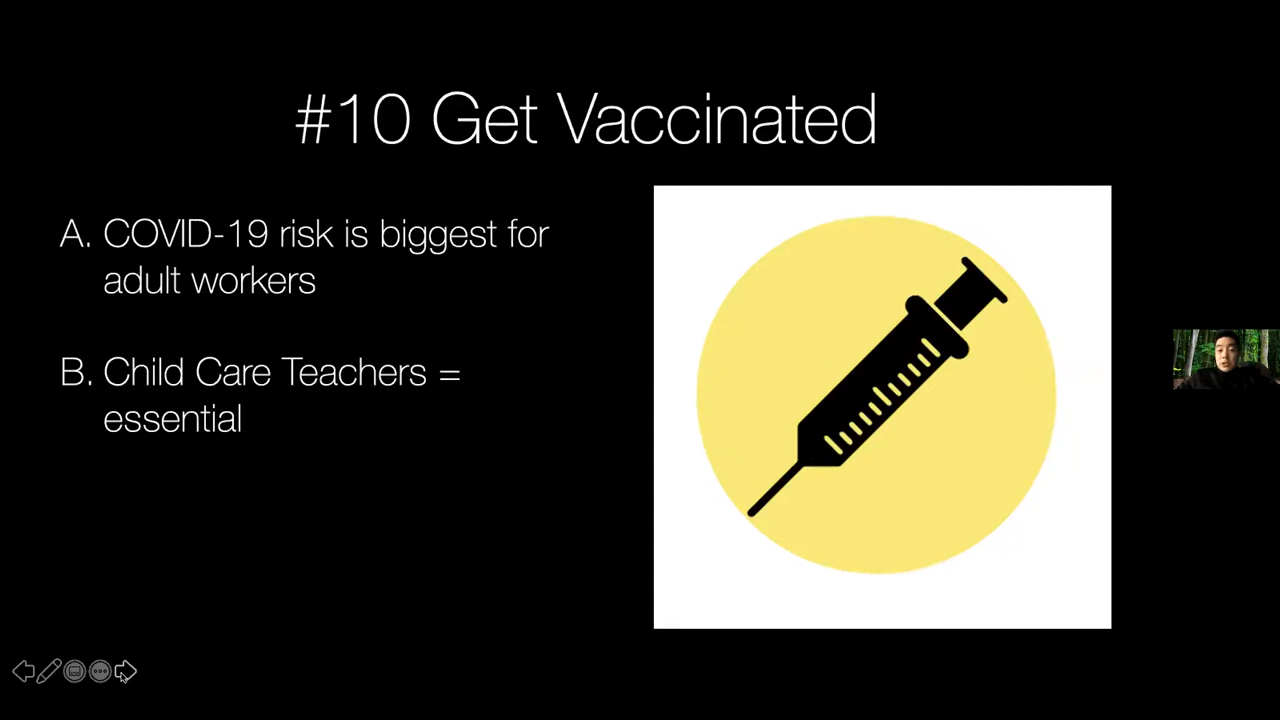 #10 Get Vaccinated
A. COVID-19 risk is biggest for
adult workers
B. Child Care Teachers =
essential